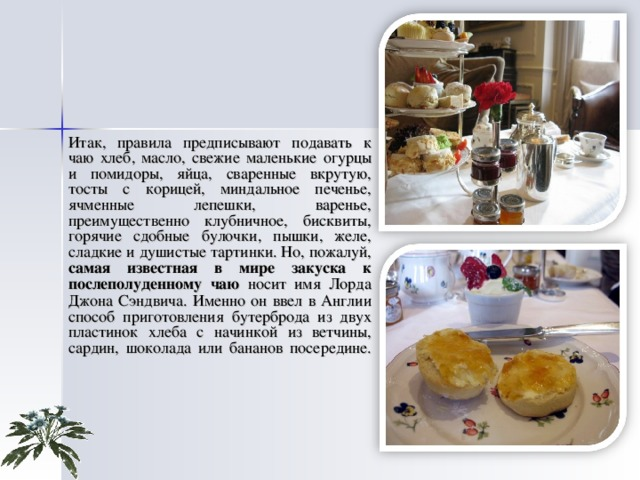 Итак, правила предписывают подавать к
чаю хлеб, масло, свежие маленькие огурцы
и помидоры, яйца, сваренные вкрутую,
тосты с корицей, миндальное печенье,
ячменные лепешки, варенье,
преимущественно клубничное, бисквиты,
горячие сдобные булочки, пышки, желе,
сладкие и душистые тартинки. Но, пожалуй,
самая известная в мире закуска к
послеполуденному чаю носит имя Лорда
Джона Сэндвича. Именно он ввел в Англии
способ приготовления бутерброда из двух
пластинок хлеба с начинкой из ветчины,
сардин, шоколада или бананов посередине.